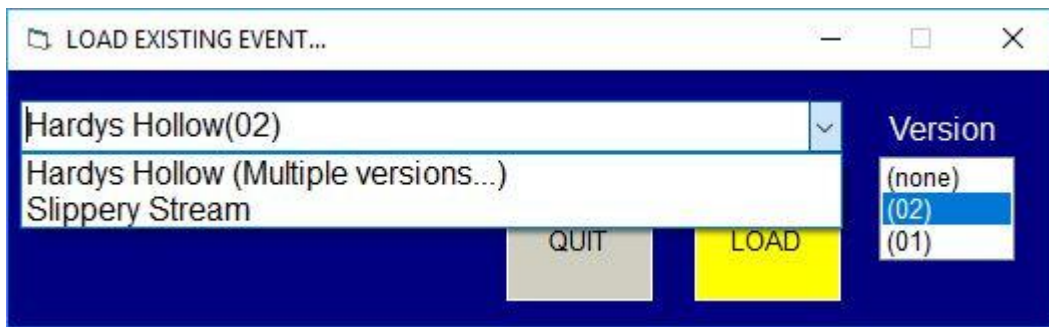 LOAD EXISTING EVENT...
Hardys Hollow(02)
Version
Hardys Hollow (Multiple versions...)
Slippery Stream
(none)
(02)
(01)
QUIT
LOAD